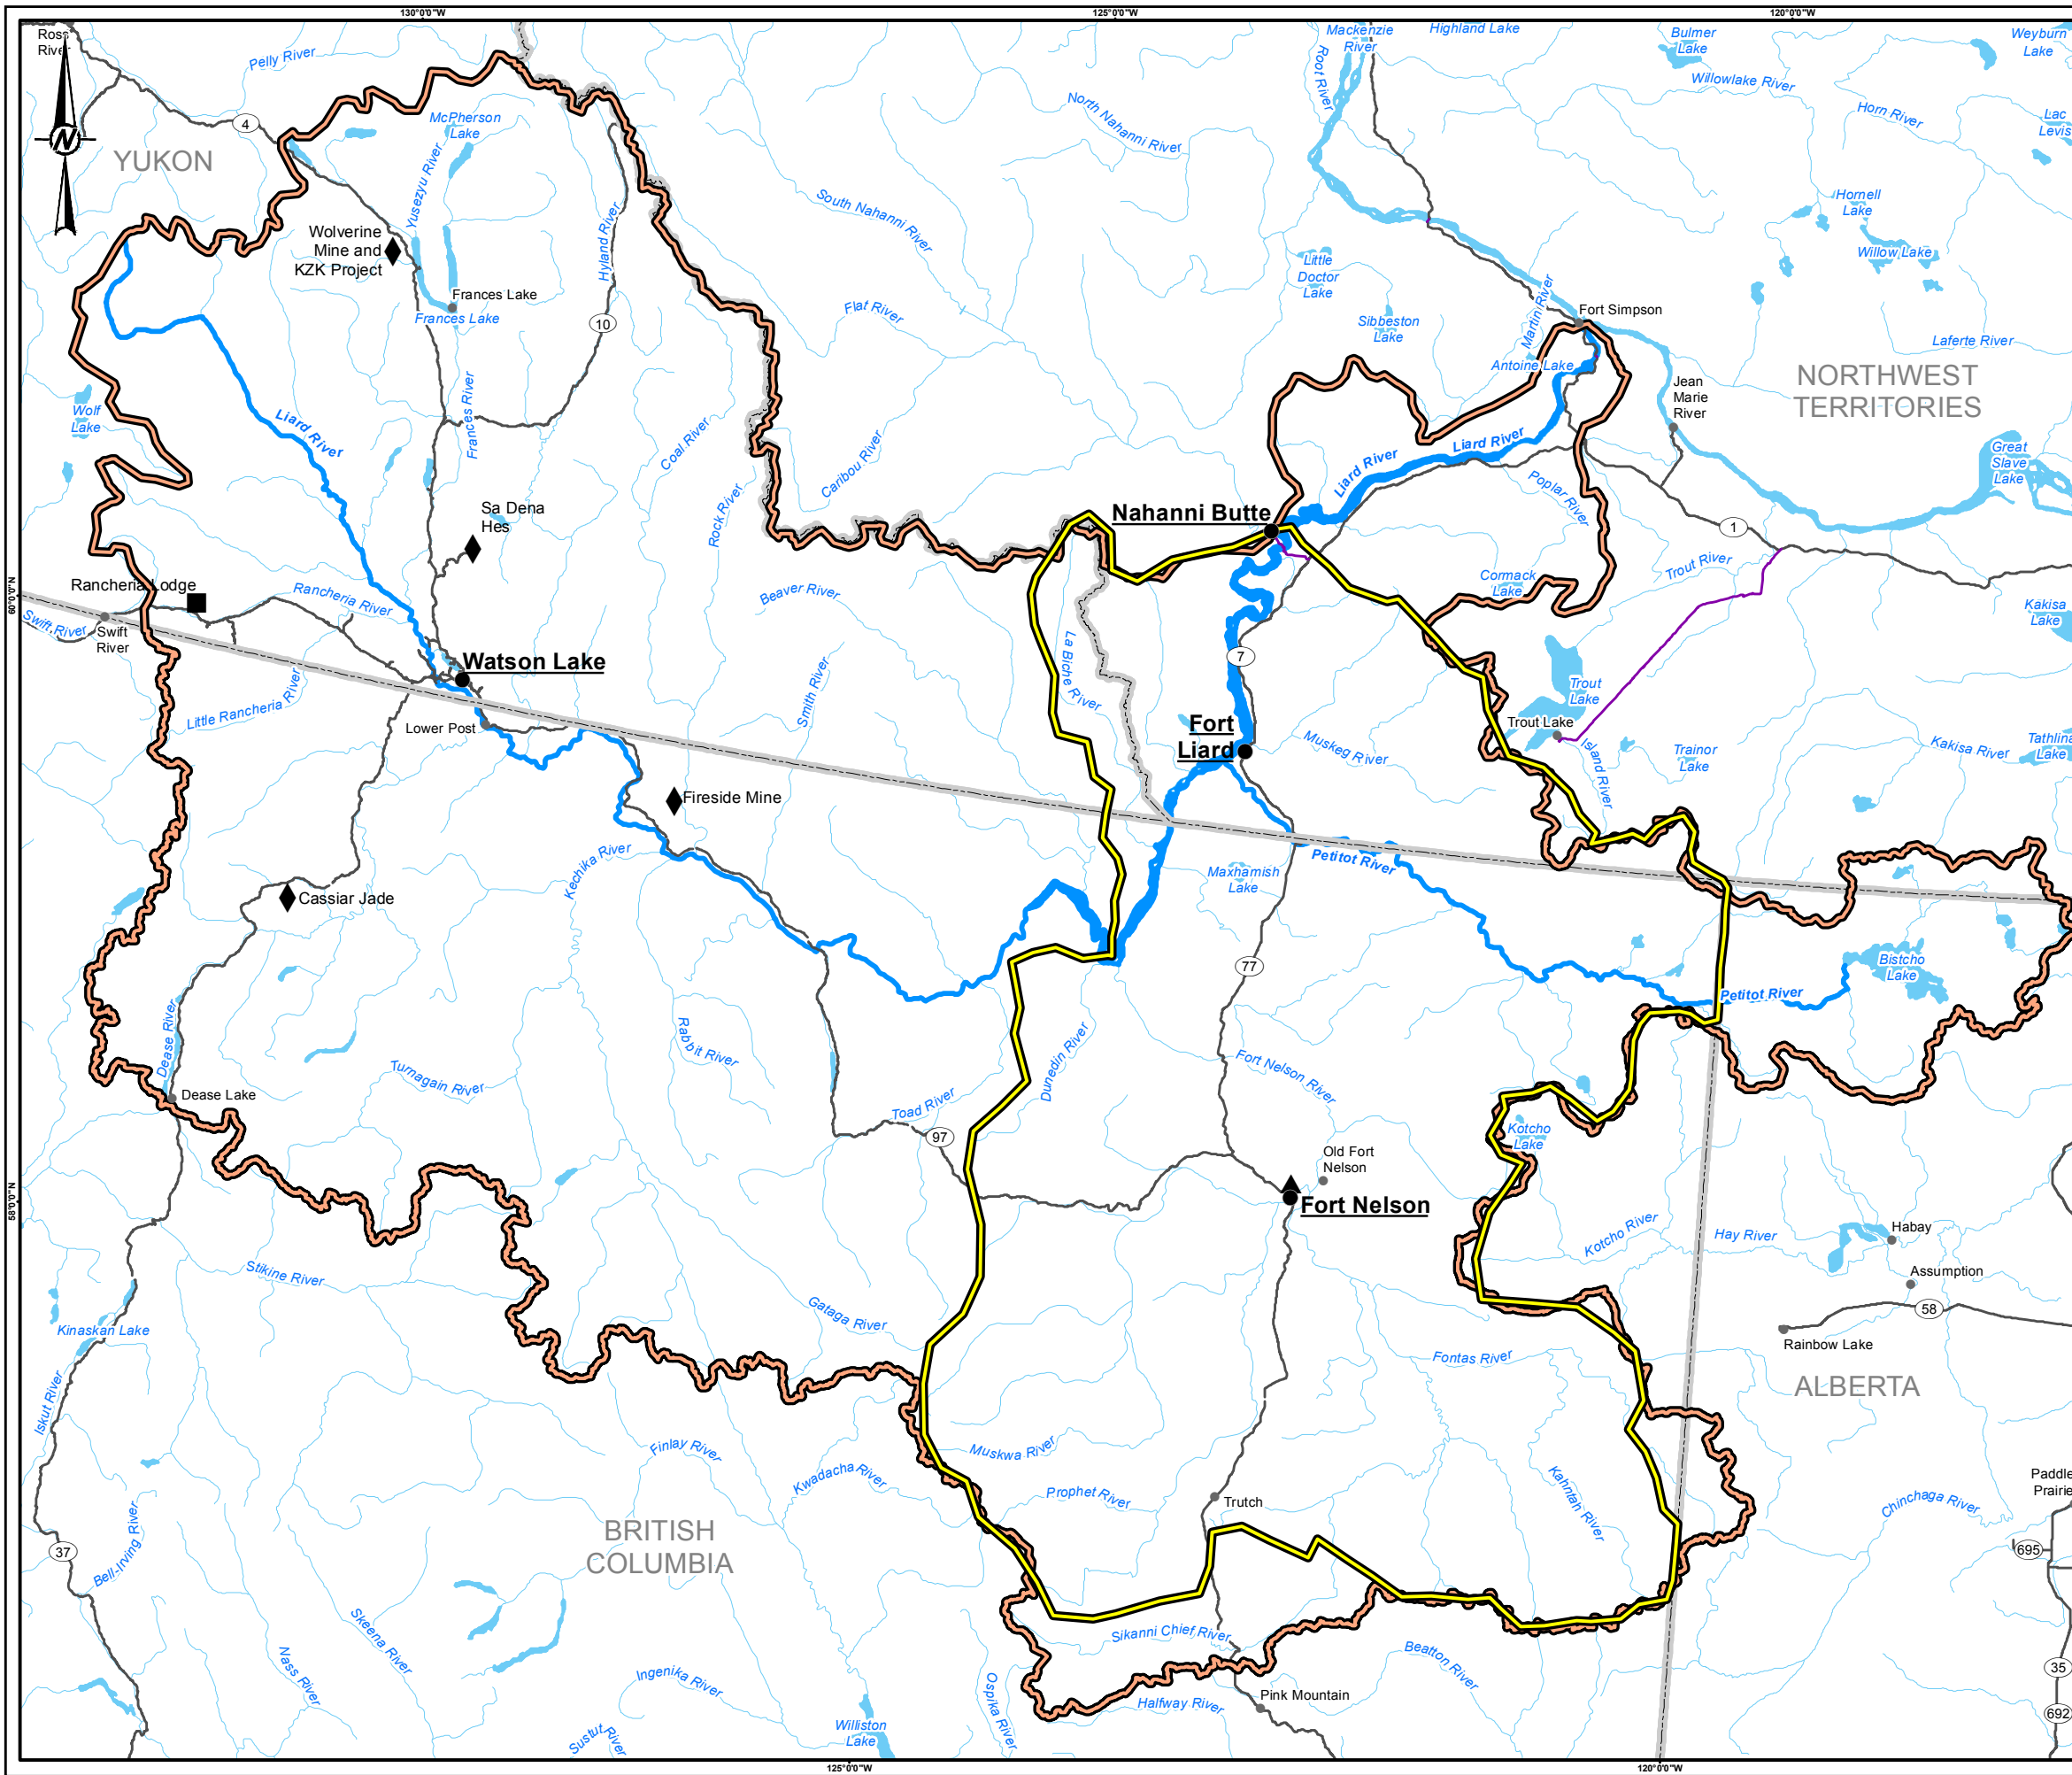 130°0'0"W
125°0'0"W
120°0'0"W
Ross
River
Pelly River
4
YUKON
McPherson
Lake
Yusezyu River
Hyland River
Wolverine
Mine and
KZK Project
Frances Lake
Frances Lake
10
Frances River
Wolf
Lake
Liard River
Coal River
Rock River
Sa Dena
Hes
Rancheria Lodge
Rancheria River
Swift River
Swift
River
60°0'0"N
Watson Lake
Little Rancheria River
Lower Post
Smith River
Beaver River
Caribou River
Flat River
South Nahanni River
North Nahanni River
Root River
Mackenzie
River
Highland Lake
Bulmer
Lake
Weyburn
Lake
Willowlake River
Horn River
Lac
Levis
Hornell
Lake
Willow Lake
Little
Doctor
Lake
Sibbeston
Lake
Martin River
Antoine Lake
Fort Simpson
Laferte River
Jean
Marie
River
NORTHWEST
TERRITORIES
Great
Slave
Lake
Liard River
Liard River
Nahanni Butte
Poplar River
1
Trout River
Cormack
Lake
Kakisa
Lake
La Biche River
7
Trout
Lake
Trout Lake
Island River
Trainor
Lake
Kakisa River
Tathlina
Lake
Fort
Liard
Muskeg River
Fireside Mine
Kechika River
Cassiar Jade
Maxhamish
Lake
Petitot River
77
Bistcho
Lake
Petitot River
Dease River
Dease Lake
Turnagain River
Rabbit River
Toad River
97
Dunedin River
Fort Nelson River
Kotcho
Lake
Old Fort
Nelson
Fort Nelson
58°0'0"N
Kotcho River
Hay River
Habay
Assumption
58
Rainbow Lake
Stikine River
Kinaskan Lake
Gataga River
Fontas River
ALBERTA
Iskut River
Finlay River
Kwadacha River
Muskwa River
Prophet River
Trutch
Kahntah River
Chinchaga River
Paddle
Prairie
BRITISH
COLUMBIA
37
Bell-Irving River
695
Skeena River
Nass River
Sustut River
Ingenika River
Ospika River
Sikanni Chief River
Beatton River
Pink Mountain
Halfway River
Williston
Lake
35
692
125°0'0"W
120°0'0"W
N